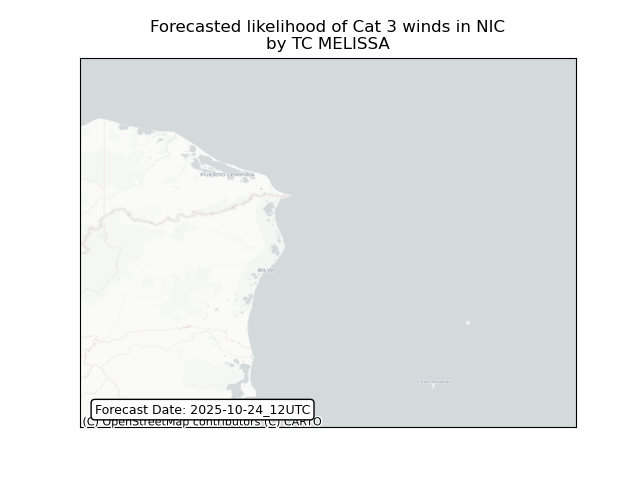 Forecasted likelihood of Cat 3 winds in NIC
by TC MELISSA
PUERTO LEMPIRA
BILWI
San Andrés
Forecast Date: 2025-10-24_12UTC
(C) OpenStreetMap contributors (C) CARTO